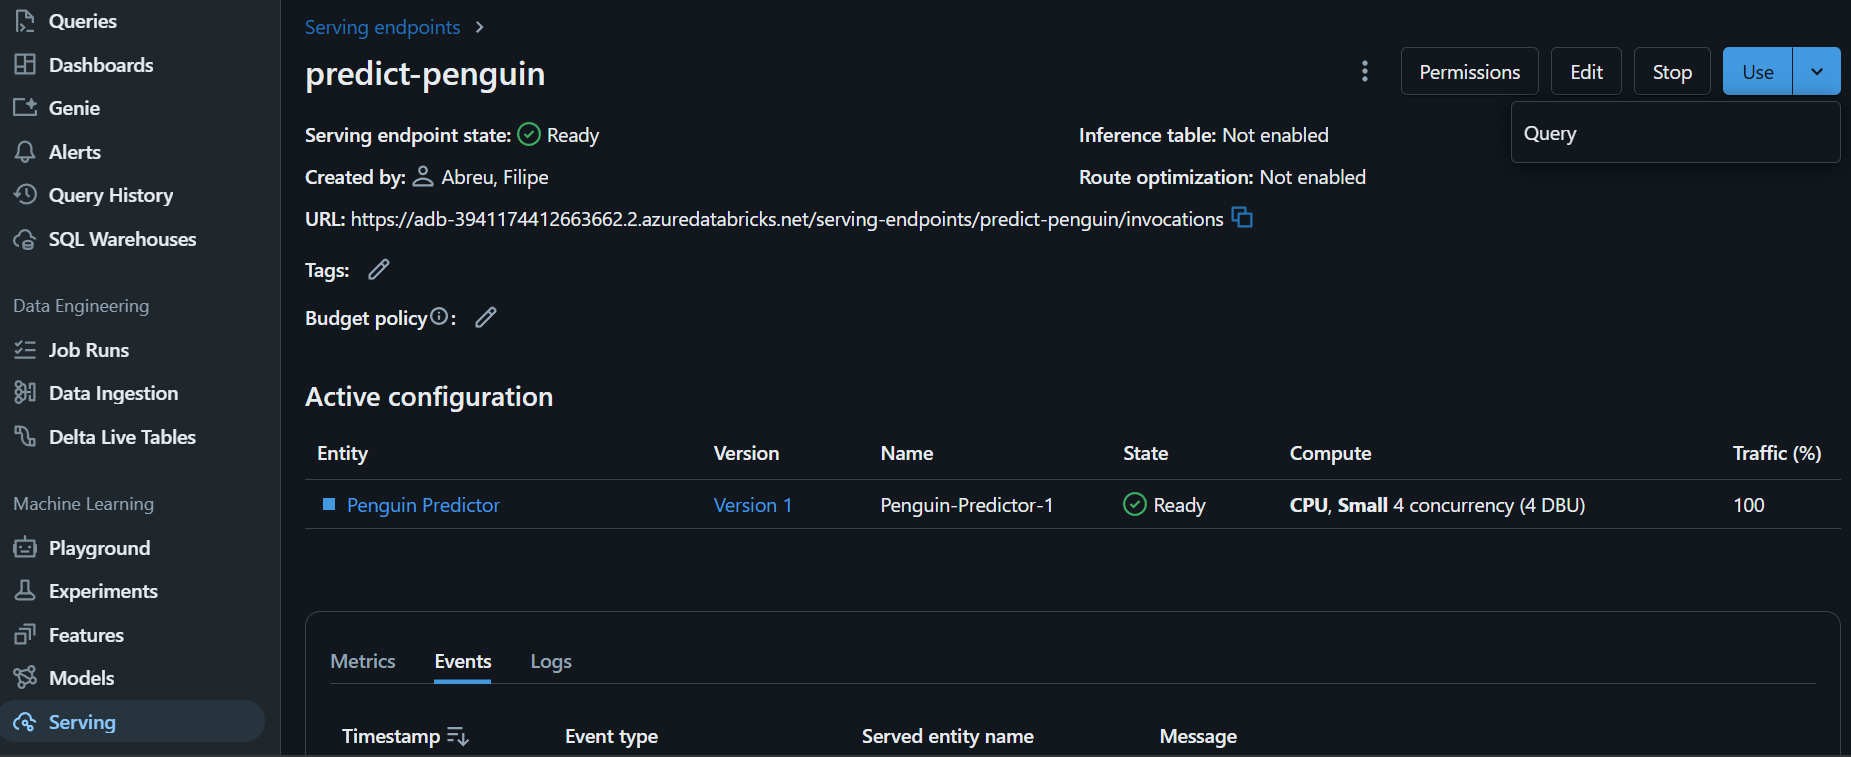 Queries
Dashboards
Genie
Alerts
Query History
SQL Warehouses
Data Engineering
Job Runs
Data Ingestion
Delta Live Tables
Machine Learning
Playground
Experiments
Features
Models
Serving
Serving endpoints >
predict-penguin
Permissions
Edit
Stop
Use
Query
Serving endpoint state: Ready
Created by: Abreu, Filipe
URL: https://adb-3941174412663662.2.azuredatabricks.net/serving-endpoints/predict-penguin/invocations
Tags:
Budget policy :
Inference table: Not enabled
Route optimization: Not enabled
Active configuration
Entity Version Name State Compute Traffic (%)
Penguin Predictor Version 1 Penguin-Predictor-1 Ready CPU, Small 4 concurrency (4 DBU) 100
Metrics Events Logs
Timestamp Event type Served entity name Message